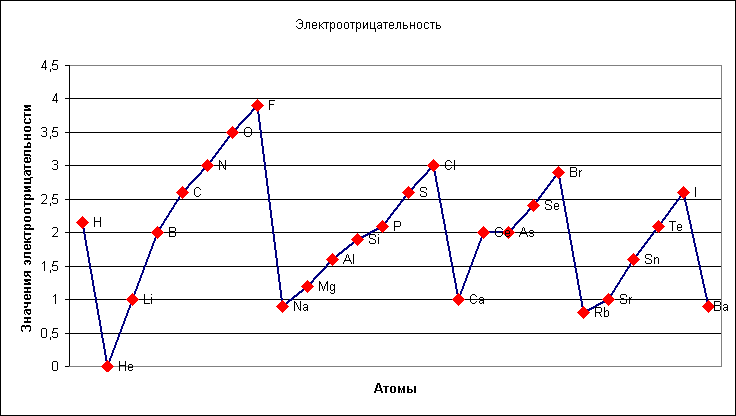 Электроотрицательность
Значения электроотрицательности
4,5
4
3,5
3
2,5
2
1,5
1
0,5
0
H
He
Li
B
C
N
O
F
Na
Mg
Al
Si
P
S
Cl
Ca
As
Se
Br
Rb
Sr
Sn
Te
I
Ba
Атомы